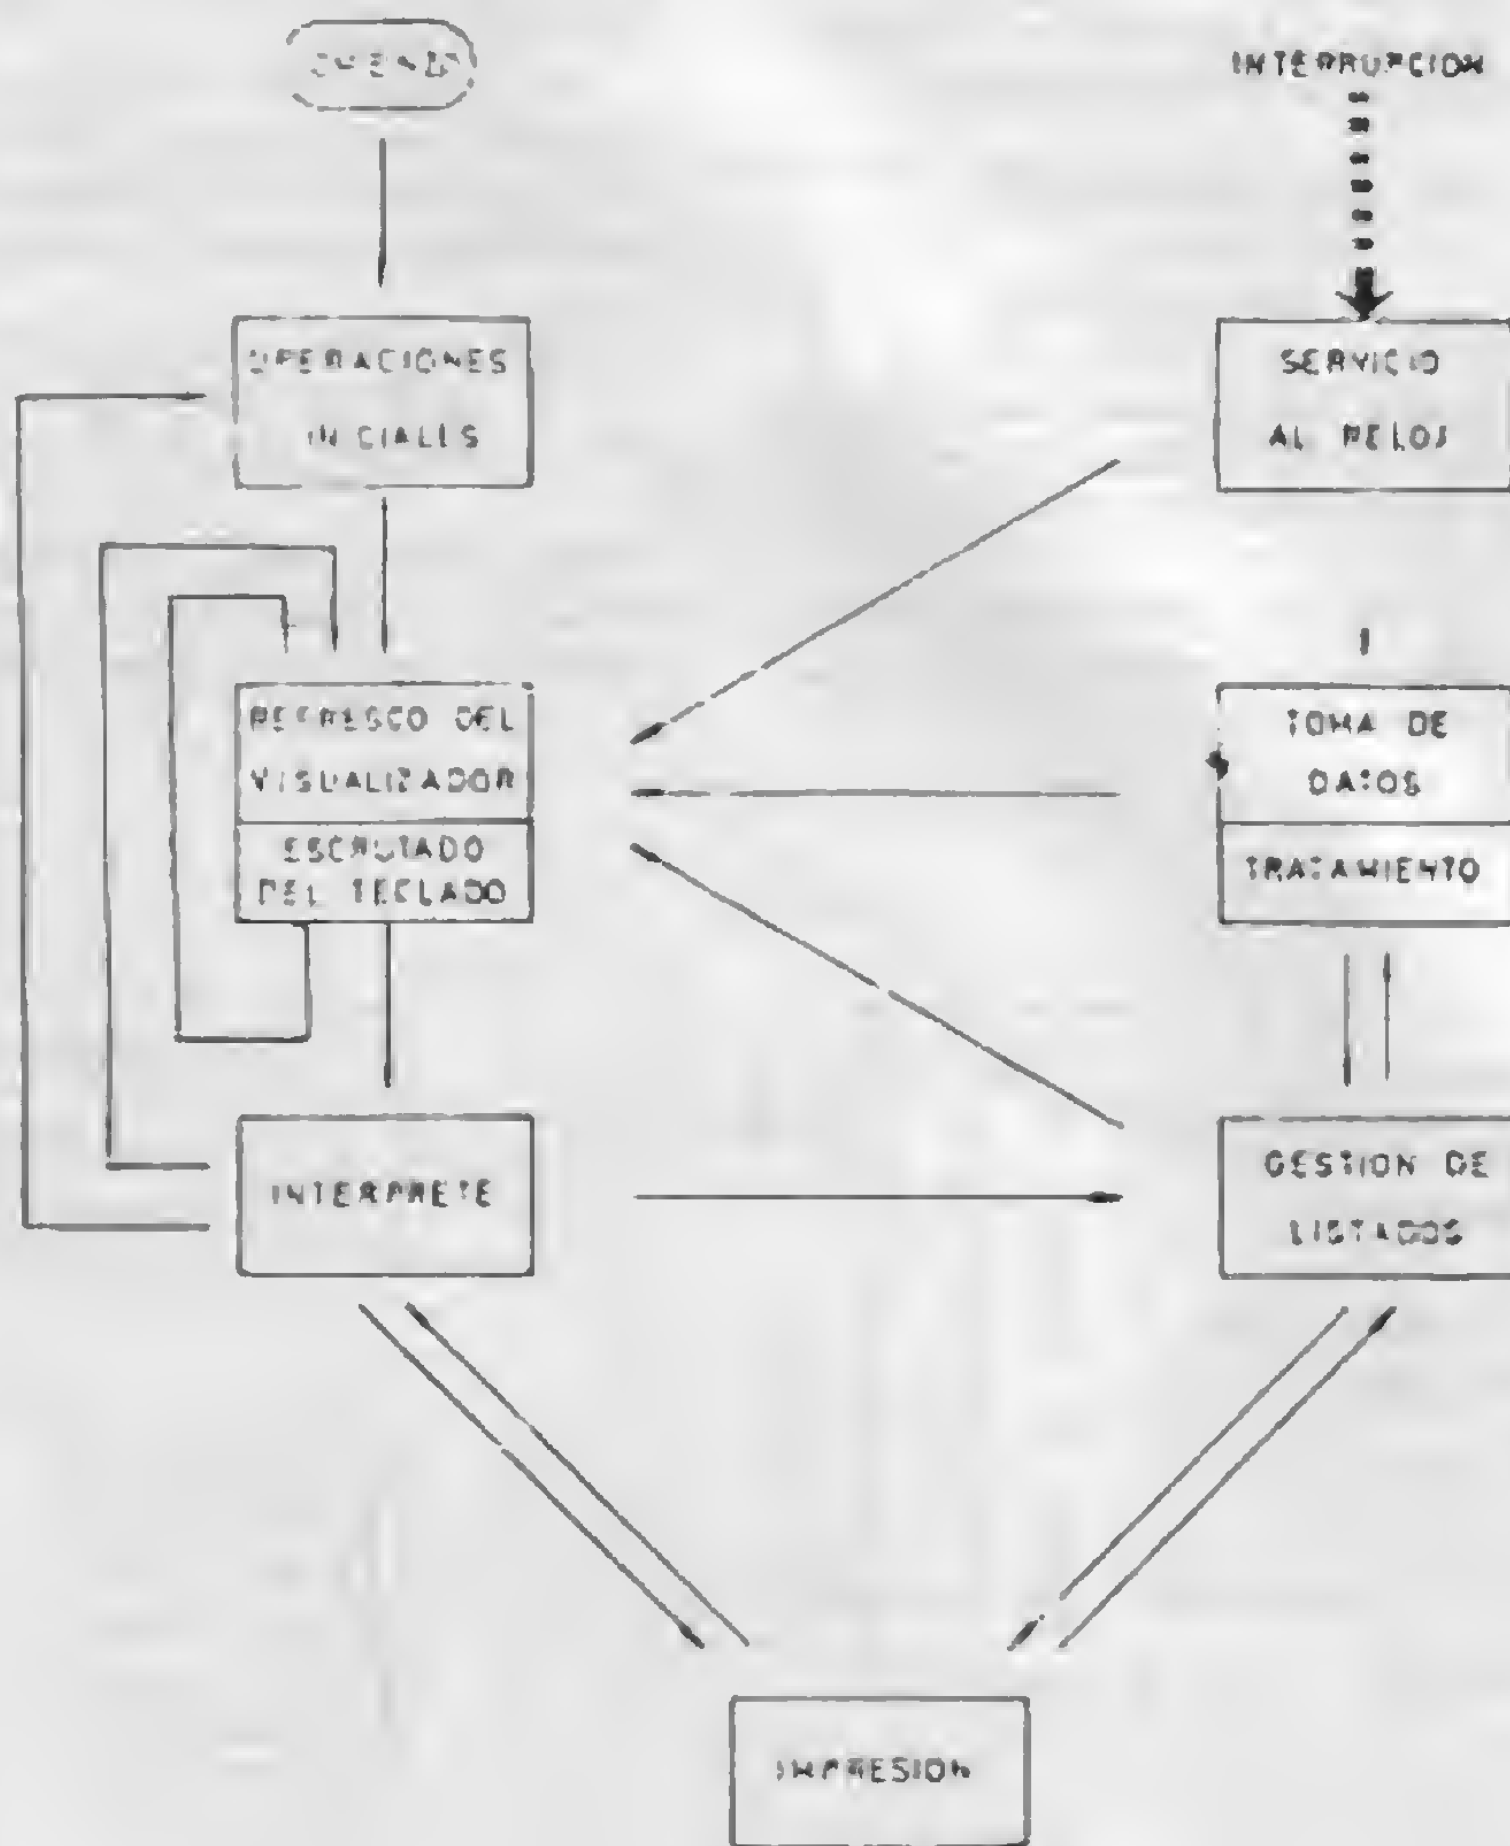 INTERRUPCION
OPERACIONES
INICIALES
SERVICIO
AL RELOJ
REFRESCO DEL
VISUALIZADOR
ESCRUTADO
DEL TECLADO
TOMA DE
DATOS
TRATAMIENTO
INTERPRETE
GESTION DE
LISTADOS
IMPRESION